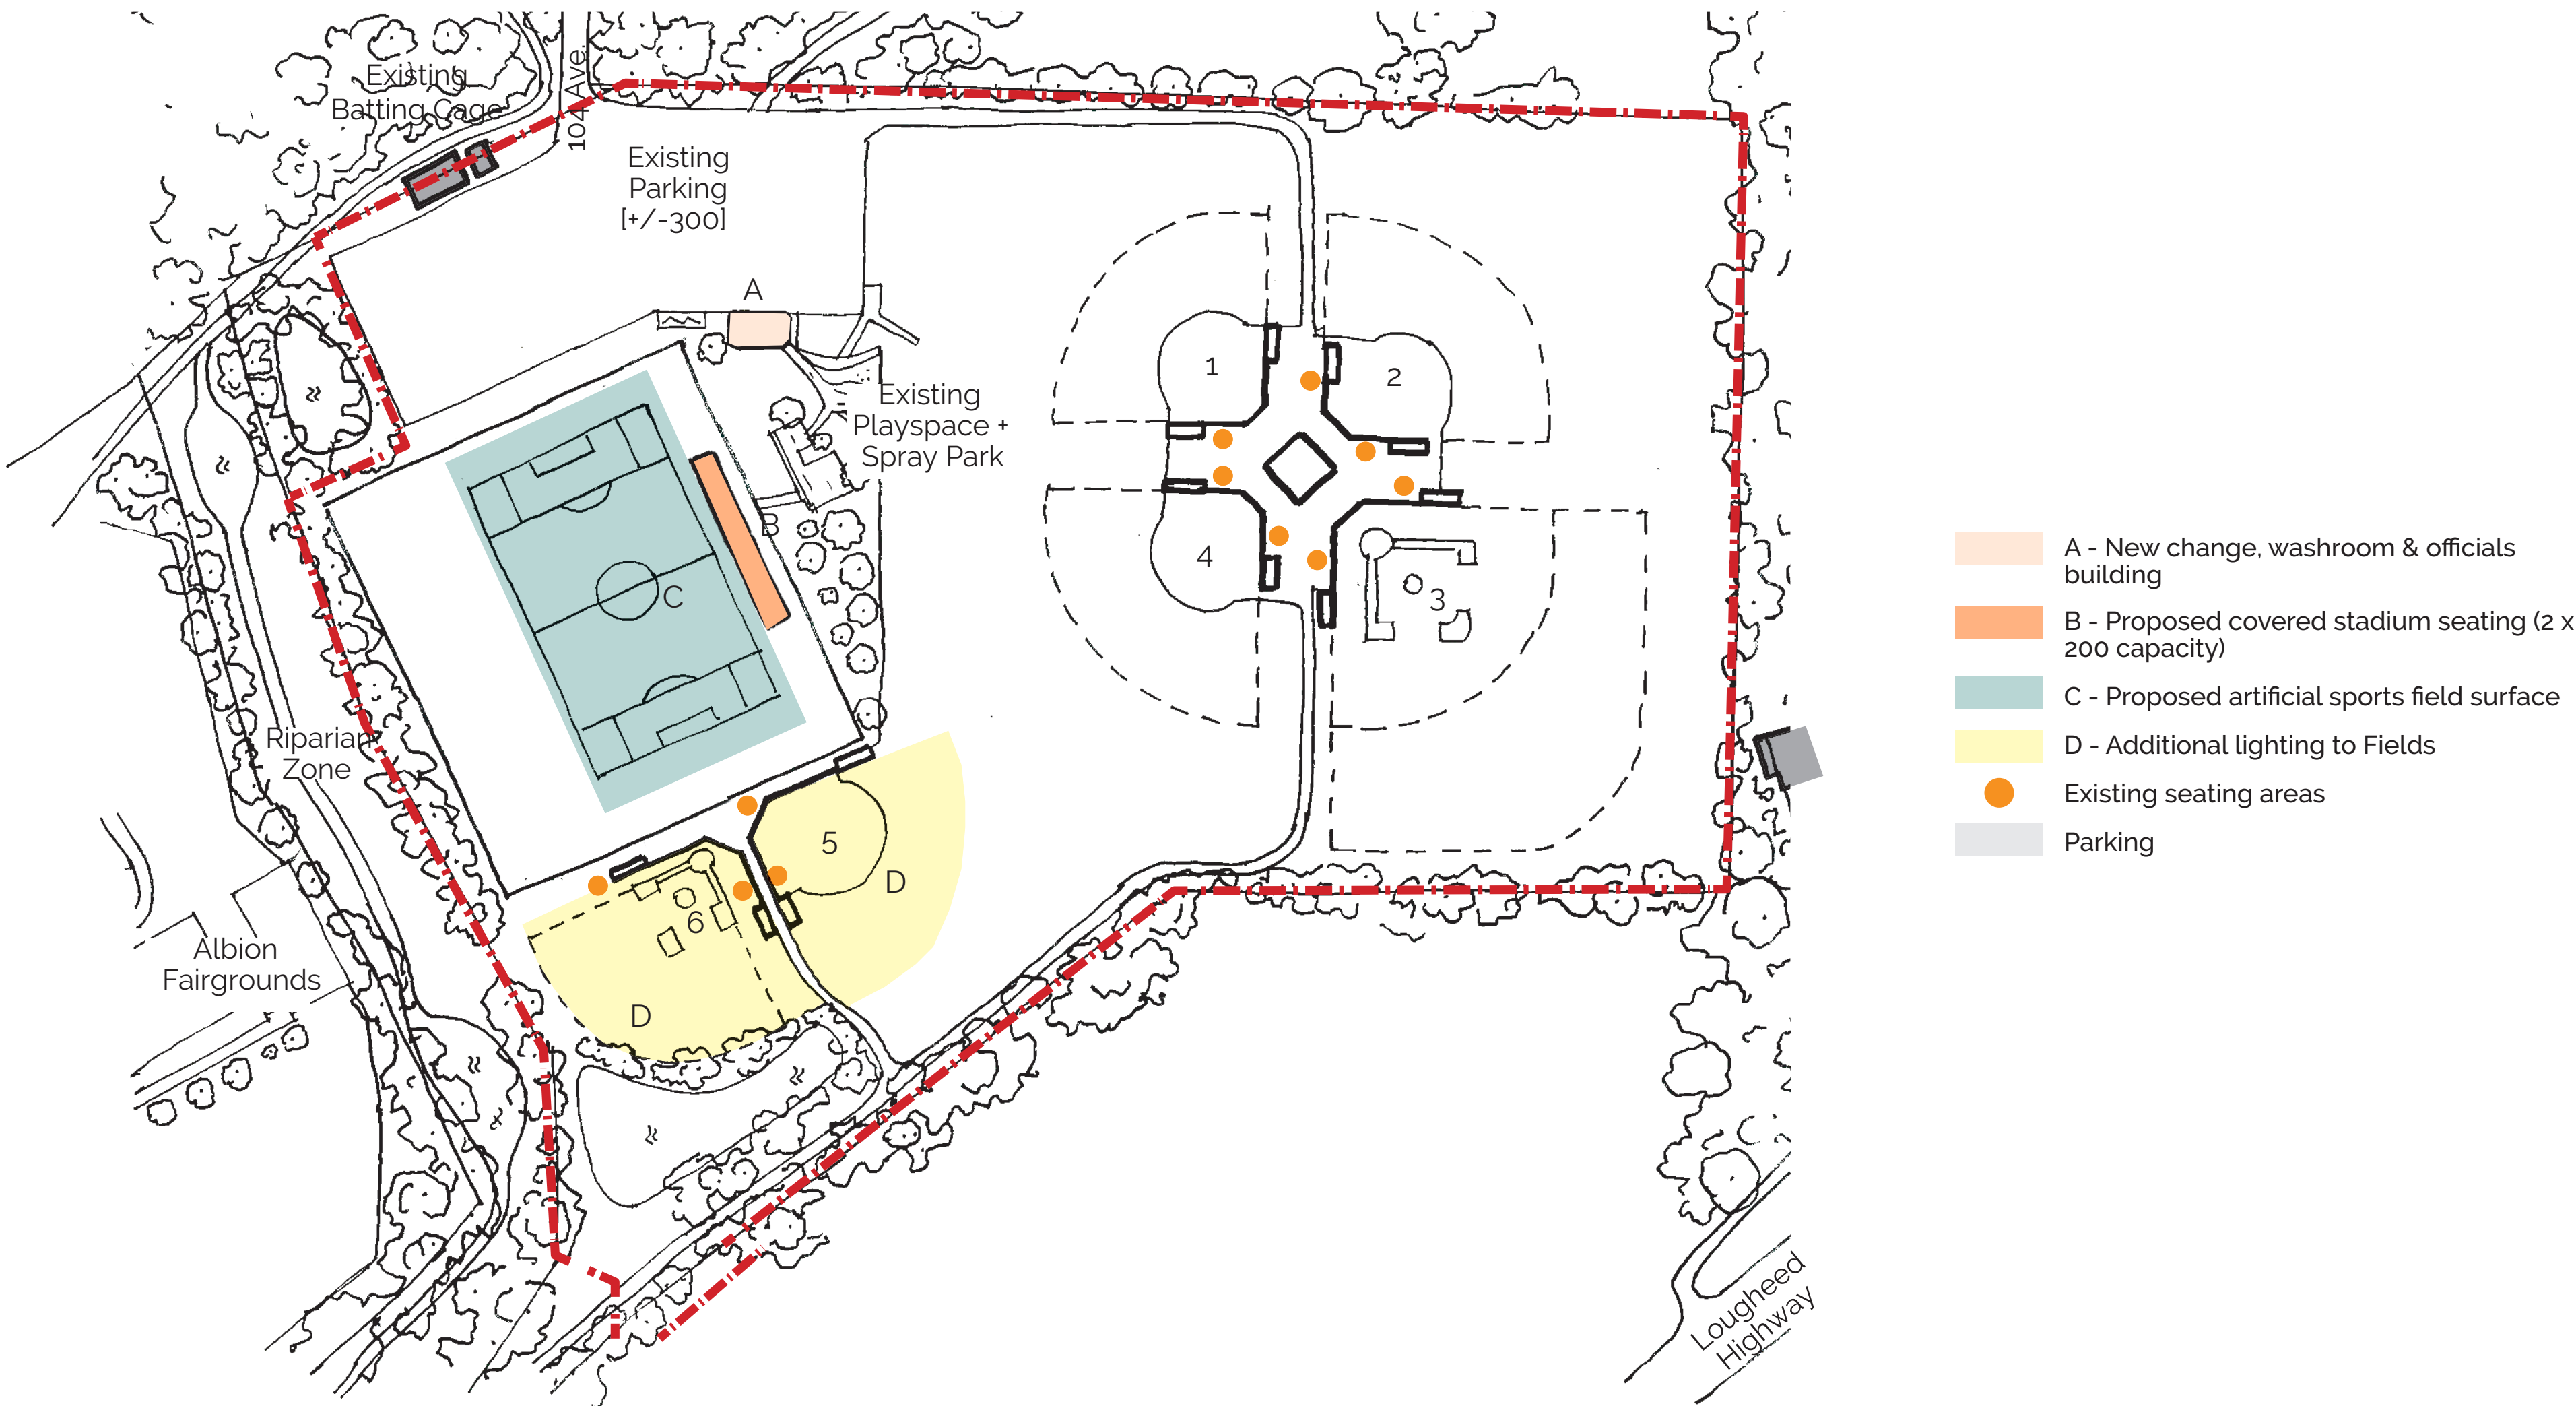 104 Ave.
Existing
Batting Cage
Existing
Parking
[+/-300]
A
Existing
Playspace +
Spray Park
B
C
1
2
3
4
5
D
6
D
Riparian
Zone
Albion
Fairgrounds
Lougheed
Highway
A - New change, washroom & officials
building
B - Proposed covered stadium seating (2 x
200 capacity)
C - Proposed artificial sports field surface
D - Additional lighting to Fields
Existing seating areas
Parking